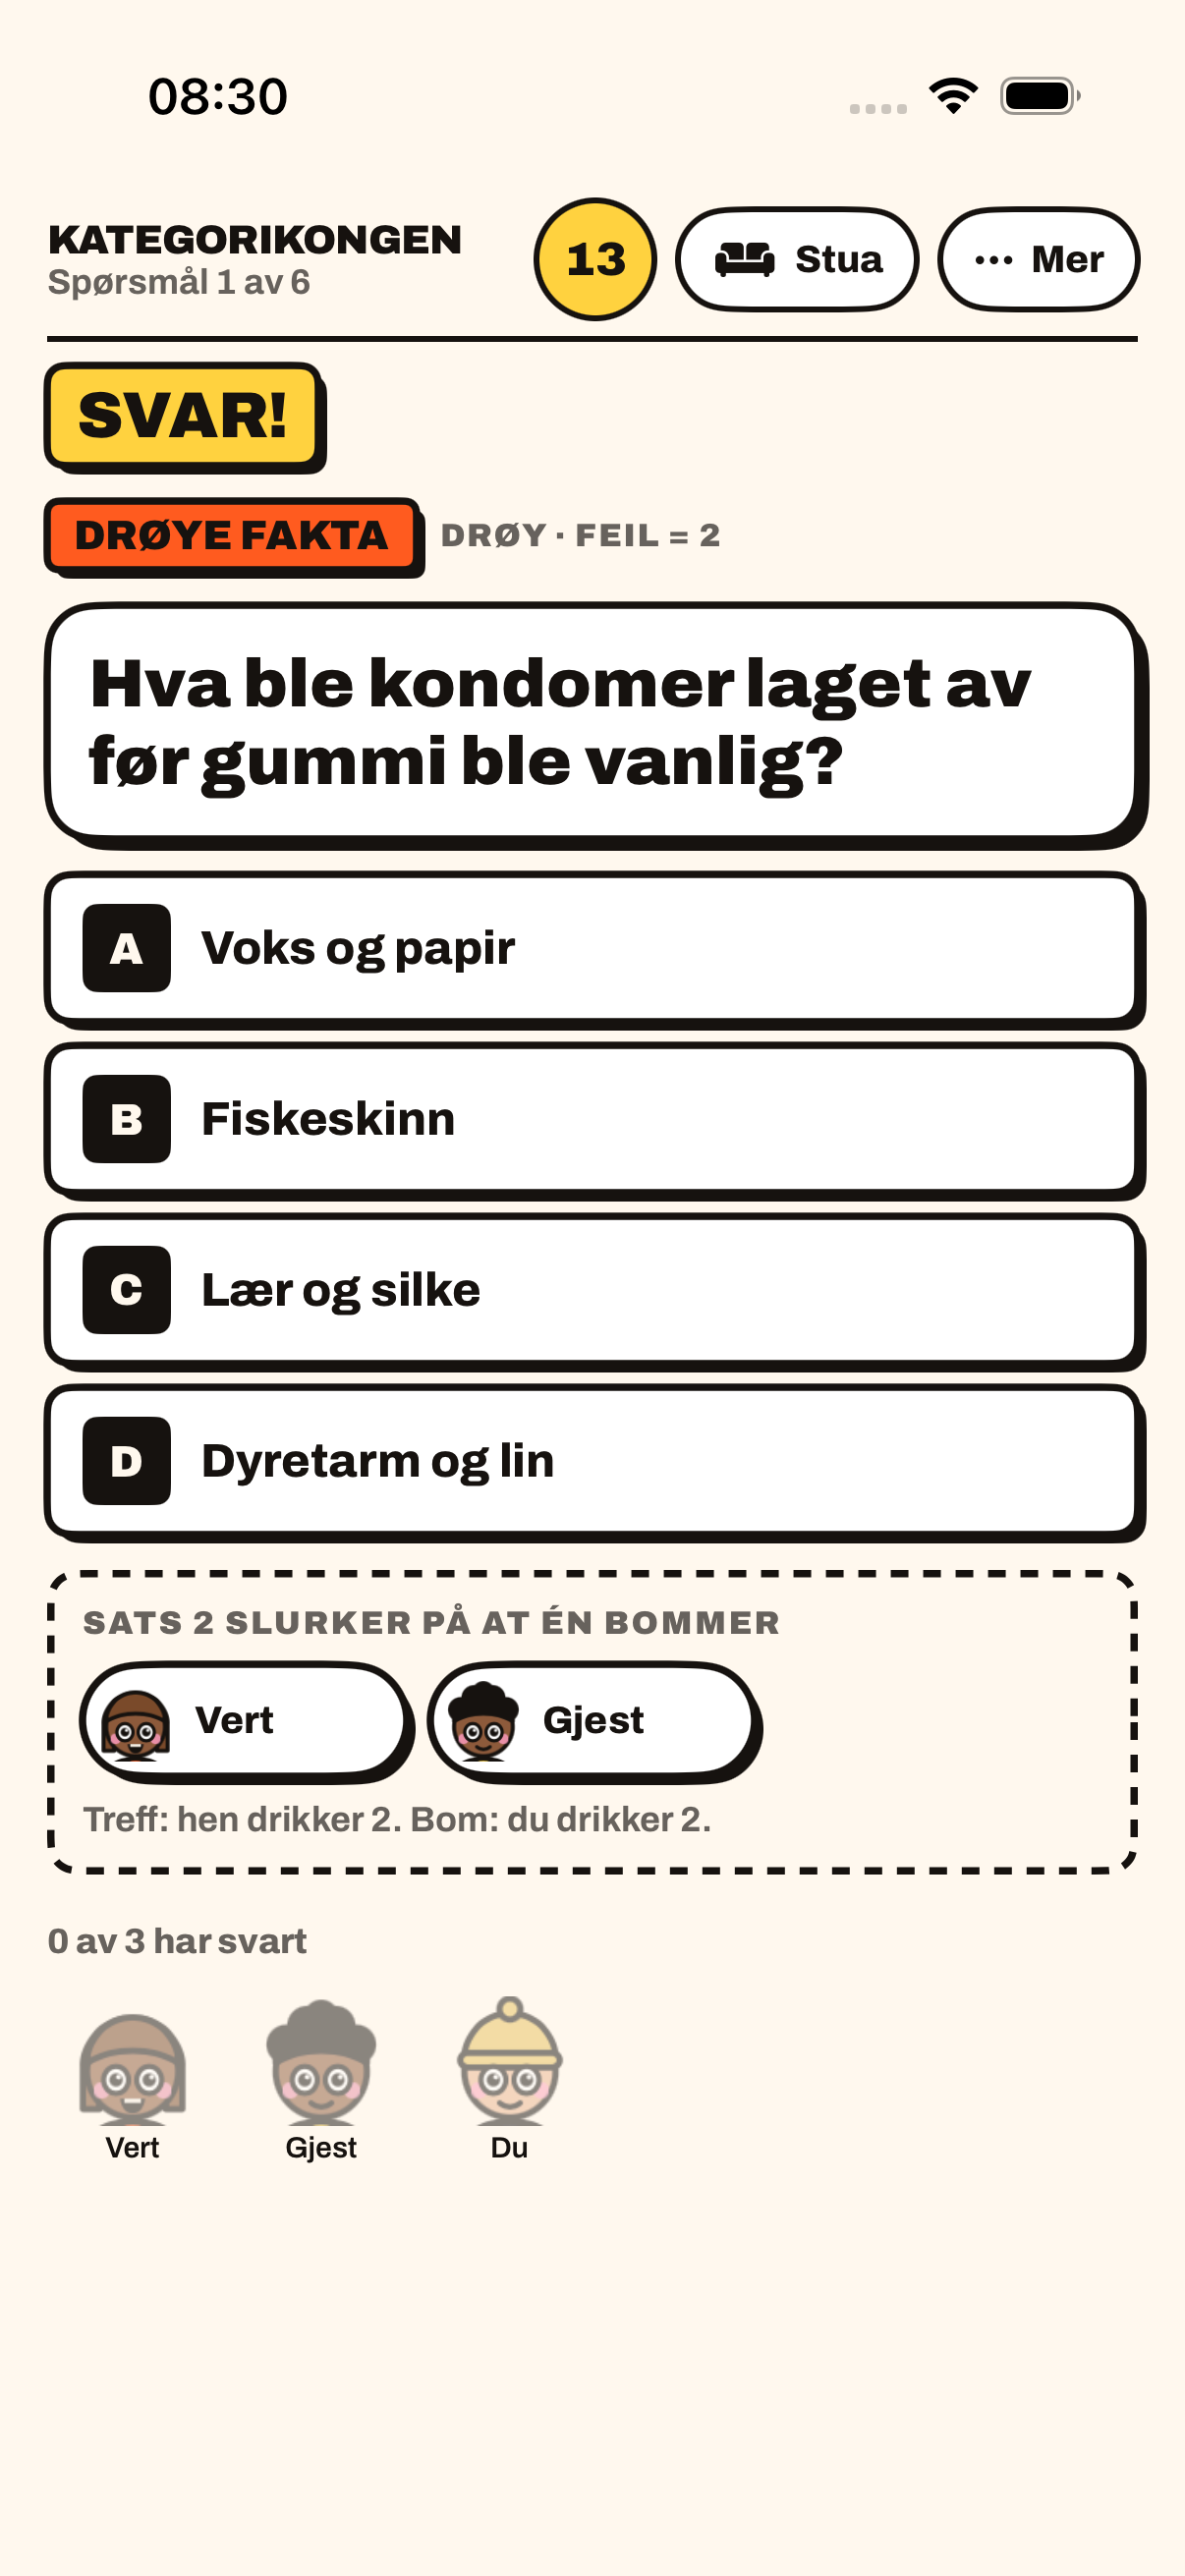 08:30
KATEGORIKONGEN
Spørsmål 1 av 6
13
Stua
Mer
SVAR!
DRØYE FAKTA
DRØY · FEIL = 2
Hva ble kondomer laget av
før gummi ble vanlig?
A Voks og papir
B Fiskeskinn
C Lær og silke
D Dyretarm og lin
SATS 2 SLURKER PÅ AT ÉN BOMMER
Vert
Gjest
Treff: hen drikker 2. Bom: du drikker 2.
0 av 3 har svart
Vert
Gjest
Du